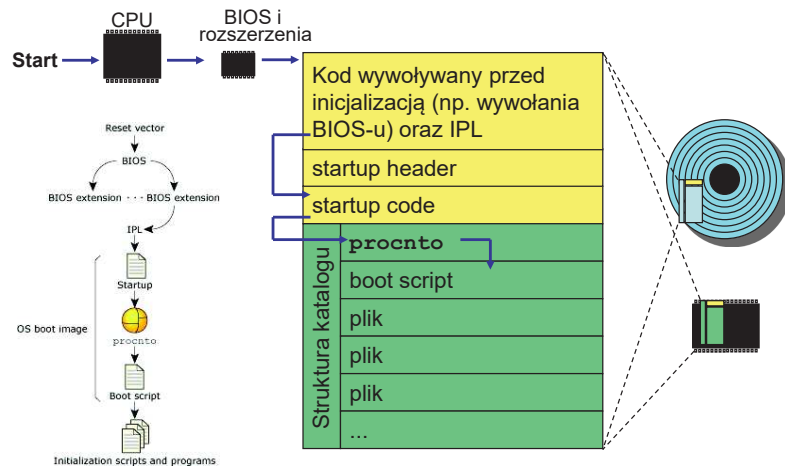 CPU
BIOS i
rozszerzenia
Start
Kod wywoływany przed
inicjalizacją (np. wywołania
BIOS-u) oraz IPL
startup header
startup code
Struktura katalogu
procnto
boot script
plik
plik
plik
...
Reset vector
BIOS
BIOS extension · · · BIOS extension
IPL
Startup
OS boot image
procnto
Boot script
Initialization scripts and programs